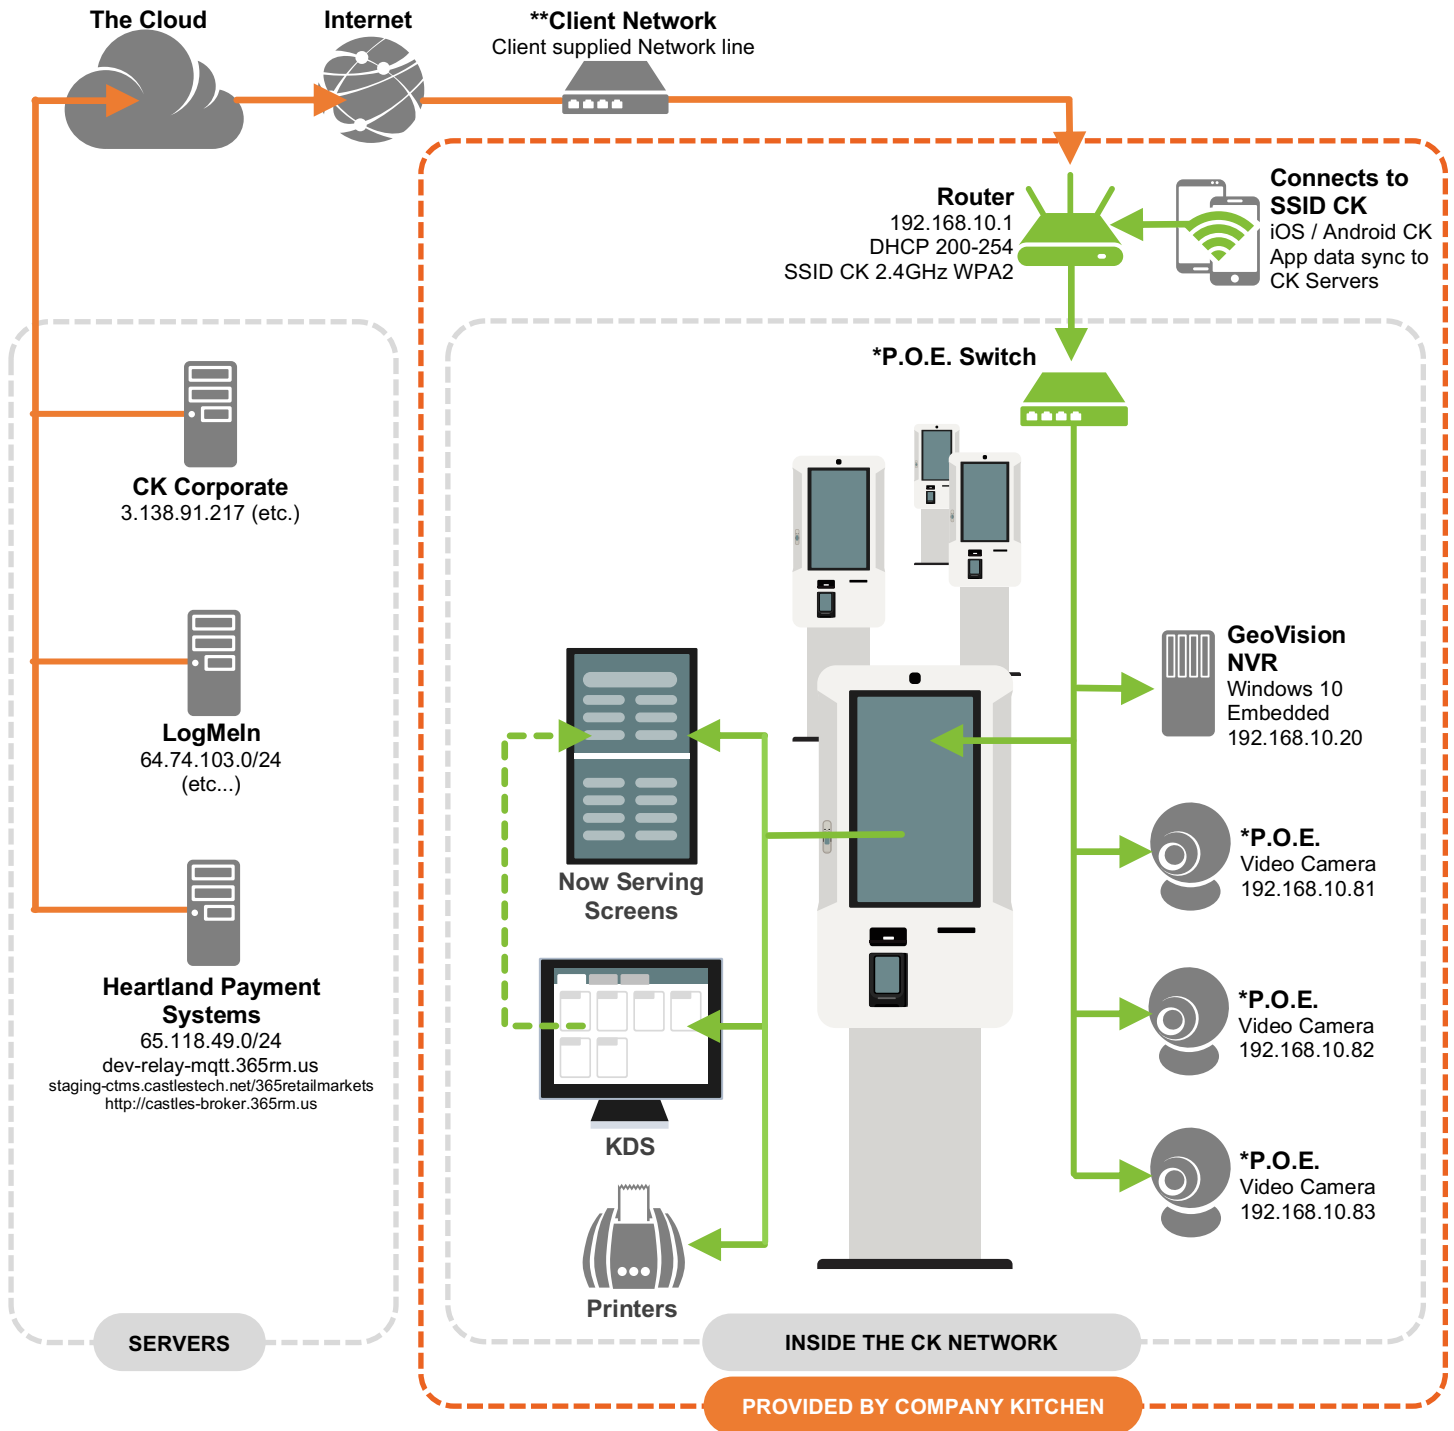 The Cloud
Internet
**Client Network
Client supplied Network line
Router
192.168.10.1
DHCP 200-254
SSID CK 2.4GHz WPA2
Connects to
SSID CK
iOS / Android CK
App data sync to
CK Servers
*P.O.E. Switch
CK Corporate
3.138.91.217 (etc.)
LogMeIn
64.74.103.0/24
(etc...)
Heartland Payment
Systems
65.118.49.0/24
dev-relay-mqtt.365rm.us
staging-ctms.castlestech.net/365retailmarkets
http://castles-broker.365rm.us
SERVERS
Now Serving
Screens
KDS
Printers
GeoVision
NVR
Windows 10
Embedded
192.168.10.20
*P.O.E.
Video Camera
192.168.10.81
*P.O.E.
Video Camera
192.168.10.82
*P.O.E.
Video Camera
192.168.10.83
INSIDE THE CK NETWORK
PROVIDED BY COMPANY KITCHEN